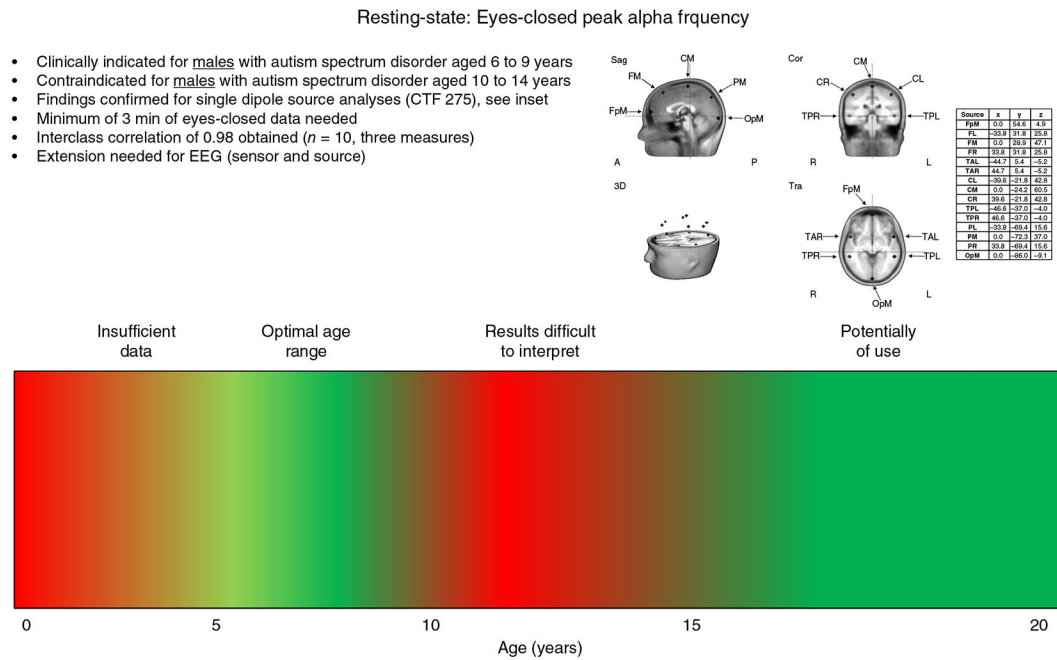 Resting-state: Eyes-closed peak alpha frquency
• Clinically indicated for males with autism spectrum disorder aged 6 to 9 years
• Contraindicated for males with autism spectrum disorder aged 10 to 14 years
• Findings confirmed for single dipole source analyses (CTF 275), see inset
• Minimum of 3 min of eyes-closed data needed
• Interclass correlation of 0.98 obtained (n = 10, three measures)
• Extension needed for EEG (sensor and source)
Sag
CM
FM
PM
FpM
OpM
A
P
Cor
CM
CR
CL
TPR
TPL
R
L
3D
Tra
FpM
TAR
TAL
TPR
TPL
R
L
OpM
Source x y z
FpM 0.0 54.6 4.9
FL –33.8 31.8 25.8
FM 0.0 28.9 47.1
FR 33.8 31.8 25.8
TAL –44.7 5.4 –5.2
TAR 44.7 5.4 –5.2
CL –39.6 –21.8 42.8
CM 0.0 –24.2 60.5
CR 39.6 –21.8 42.8
TPL –46.6 –37.0 –4.0
TPR 46.6 –37.0 –4.0
PL –33.8 –69.4 15.6
PM 0.0 –72.3 37.0
PR 33.8 –69.4 15.6
OpM 0.0 –86.0 –9.1
Insufficient
data
Optimal age
range
Results difficult
to interpret
Potentially
of use
0 5 10 15 20
Age (years)